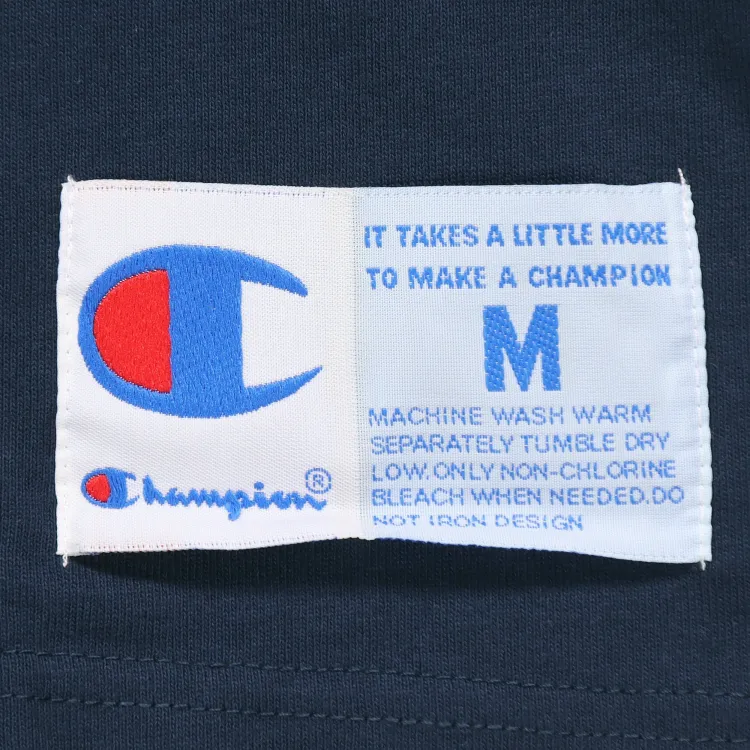 Champion®
IT TAKES A LITTLE MORE
TO MAKE A CHAMPION
M
MACHINE WASH WARM
SEPARATELY TUMBLE DRY
LOW.ONLY NON-CHLORINE
BLEACH WHEN NEEDED.DO
NOT IRON DESIGN